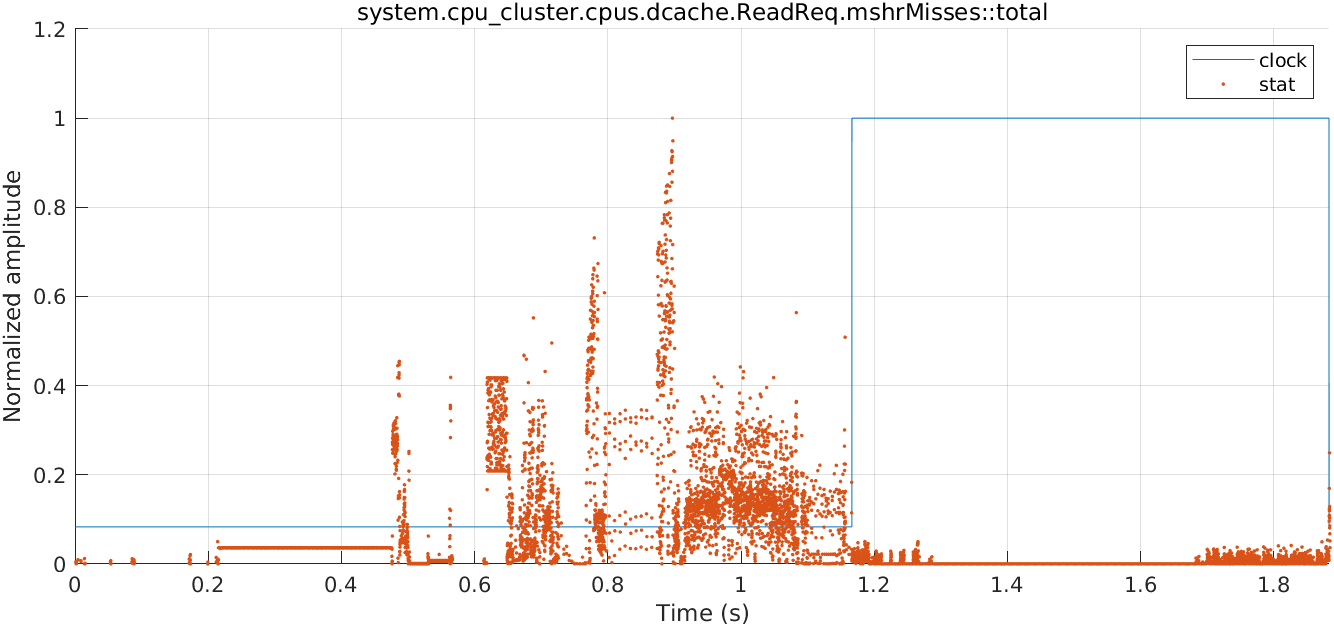 system.cpu_cluster.cpus.dcache.ReadReq.mshrMisses::total
1.2
1
0.8
0.6
0.4
0.2
0
Normalized amplitude
clock
stat
0 0.2 0.4 0.6 0.8 1 1.2 1.4 1.6 1.8
Time (s)